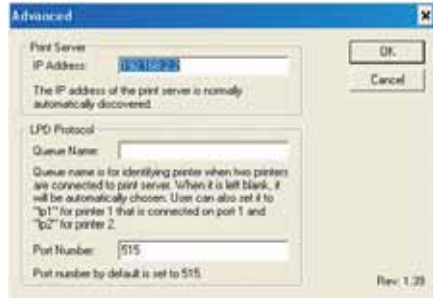 Advanced
Print Server
IP Address:
192.168.2.2
The IP address of the print server is normally
automatically discovered.
LPD Protocol
Queue Name:
Queue name is for identifying printer when two printers
are connected to print server. When it is left blank, it
will be automatically chosen. User can also set it to
"lp1" for printer 1 that is connected on port 1 and
"lp2" for printer 2.
Port Number:
515
Port number by default is set to 515.
OK
Cancel
Rev: 1.39